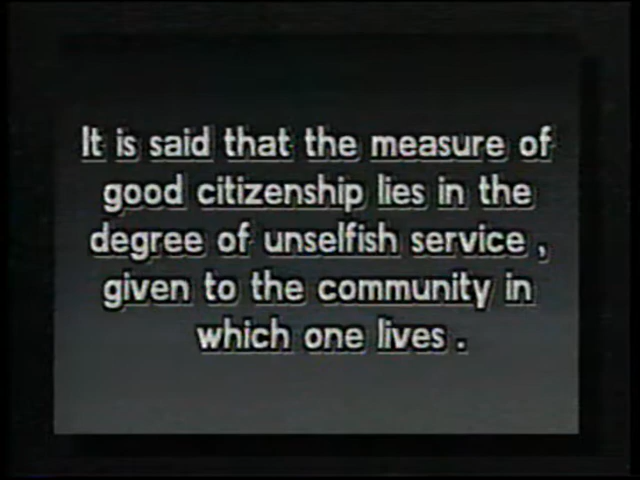 It is said that the measure of
good citizenship lies in the
degree of unselfish service ,
given to the community in
which one lives .